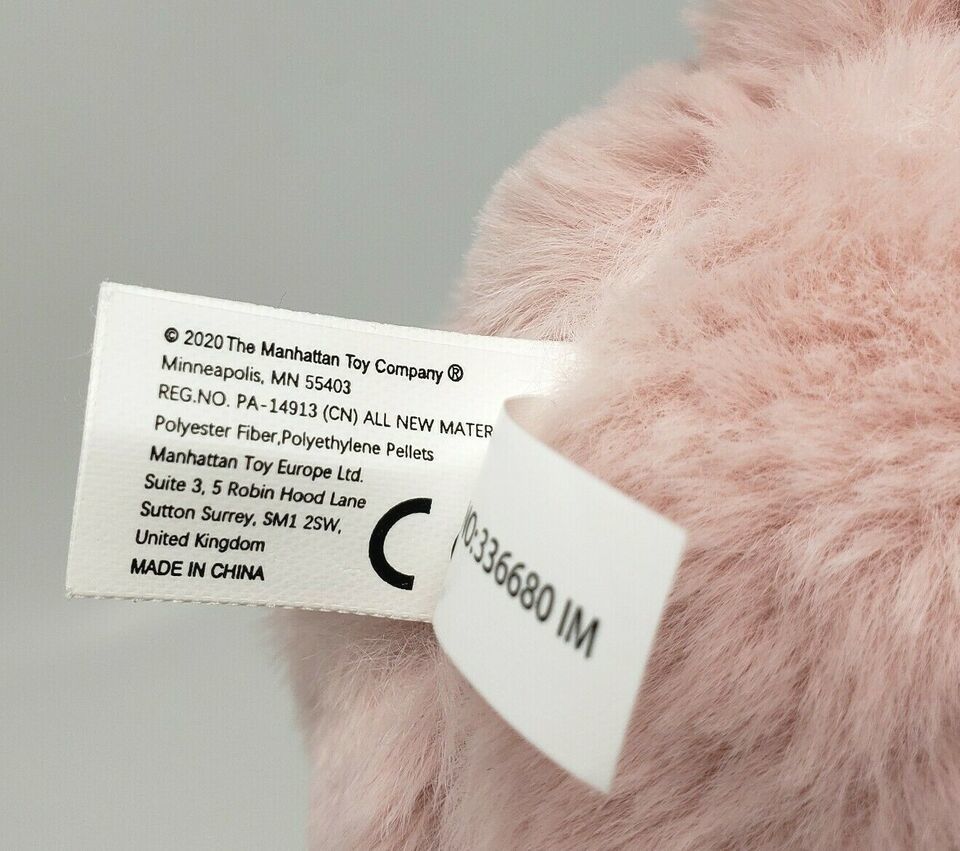 © 2020 The Manhattan Toy Company ®
Minneapolis, MN 55403
REG.NO. PA-14913 (CN) ALL NEW MATER
Polyester Fiber,Polyethylene Pellets
Manhattan Toy Europe Ltd.
Suite 3, 5 Robin Hood Lane
Sutton Surrey, SM1 2SW,
United Kingdom
MADE IN CHINA
O:336680 IM